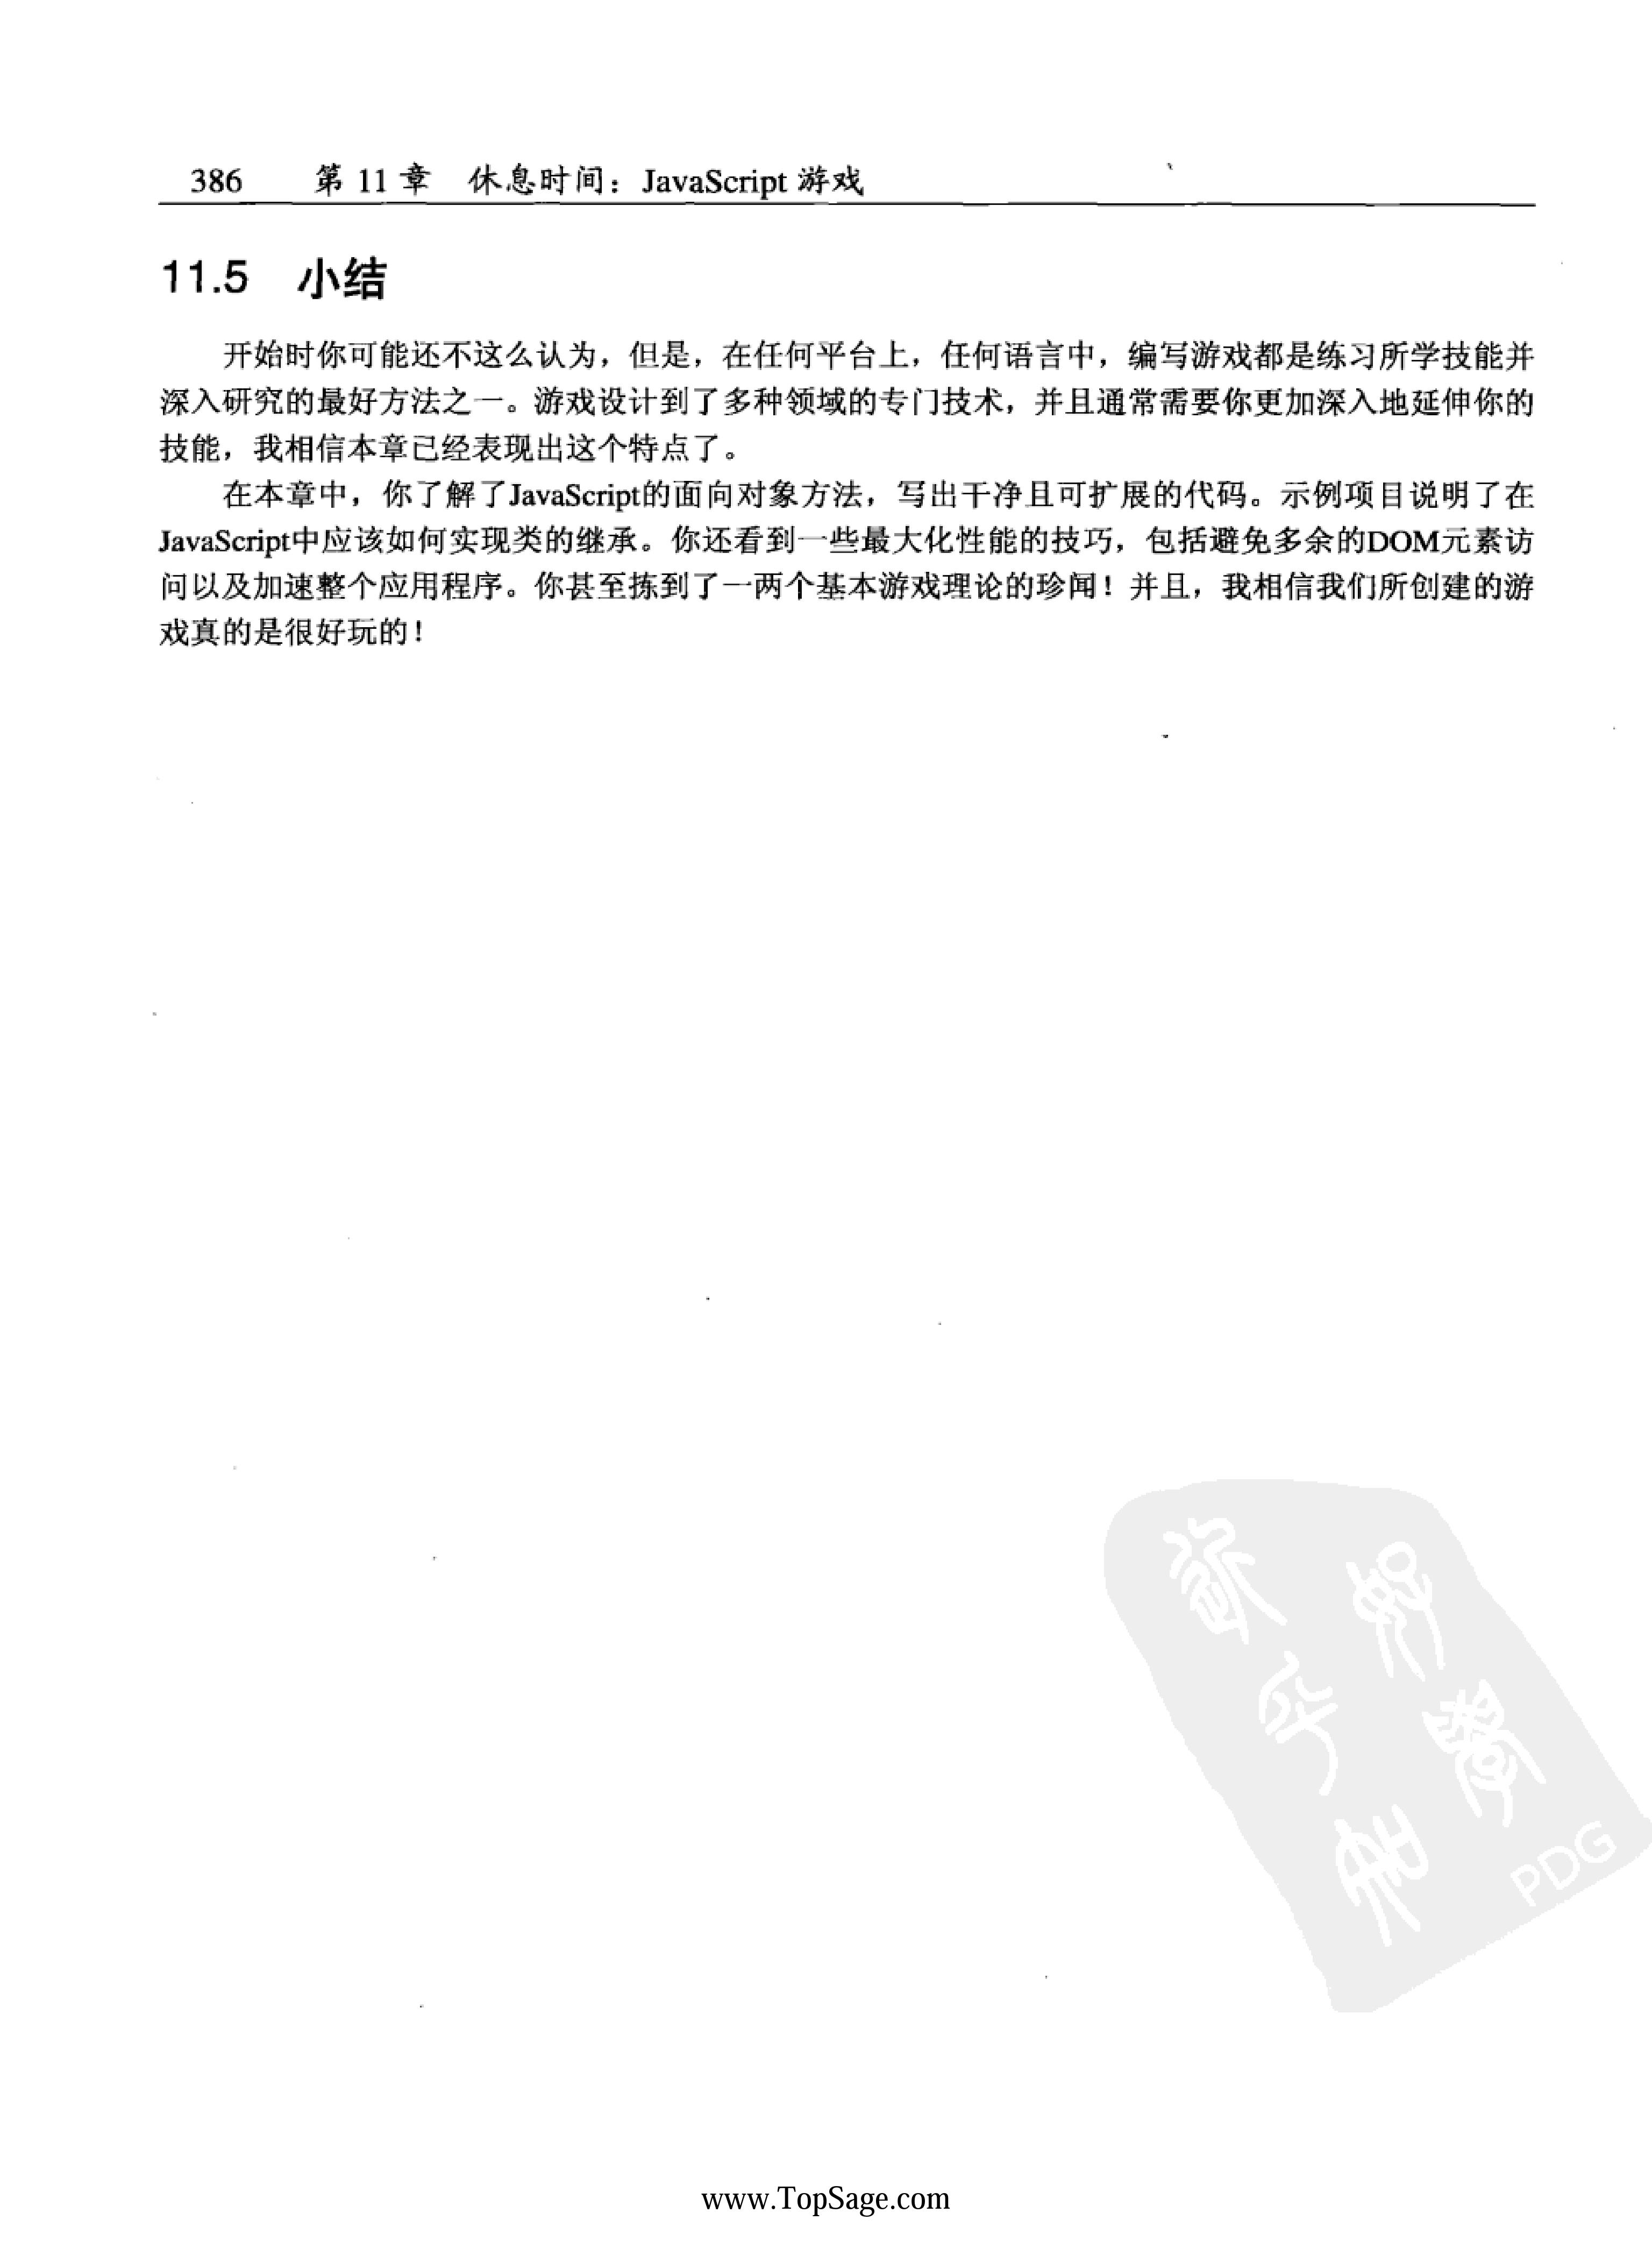 386 第 11 章 休息时间：JavaScript 游戏
11.5 小结
开始时你可能还不这么认为，但是，在任何平台上，任何语言中，编写游戏都是练习所学技能并
深入研究的最好方法之一。游戏设计到了多种领域的专门技术，并且通常需要你更加深入地延伸你的
技能，我相信本章已经表现出这个特点了。
在本章中，你了解了JavaScript的面向对象方法，写出干净且可扩展的代码。示例项目说明了在
JavaScript中应该如何实现类的继承。你还看到一些最大化性能的技巧，包括避免多余的DOM元素访
问以及加速整个应用程序。你甚至拣到了一两个基本游戏理论的珍闻！并且，我相信我们所创建的游
戏真的是很好玩的！
PDG
www.TopSage.com